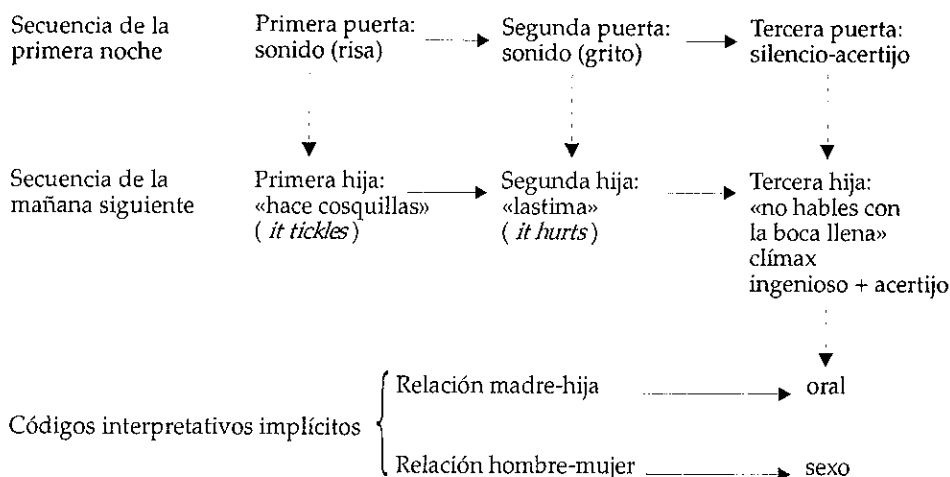 Secuencia de la
primera noche
Primera puerta:
sonido (risa)
Segunda puerta:
sonido (grito)
Tercera puerta:
silencio-acertijo
Secuencia de la
mañana siguiente
Primera hija:
«hace cosquillas»
( it tickles )
Segunda hija:
«lastima»
( it hurts )
Tercera hija:
«no hables con
la boca llena»
clímax
ingenioso + acertijo
Códigos interpretativos implícitos
Relación madre-hija
oral
Relación hombre-mujer
sexo